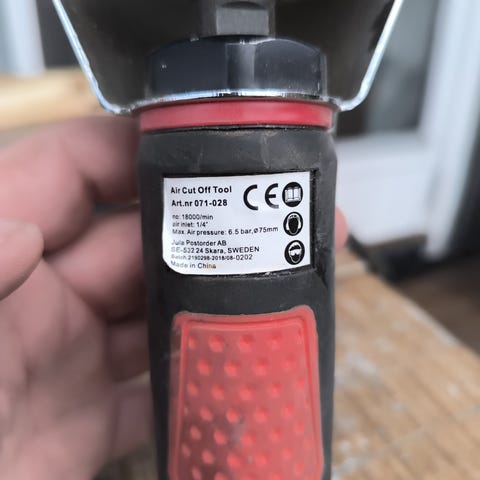 Air Cut Off Tool
Art.nr 071-028
CE
no: 18000/min
air inlet: 1/4"
Max. Air pressure: 6.5 bar,ø75mm
Jula Postorder AB
SE-532 24 Skara, SWEDEN
Batch:2190298-2018/08-0202
Made in China